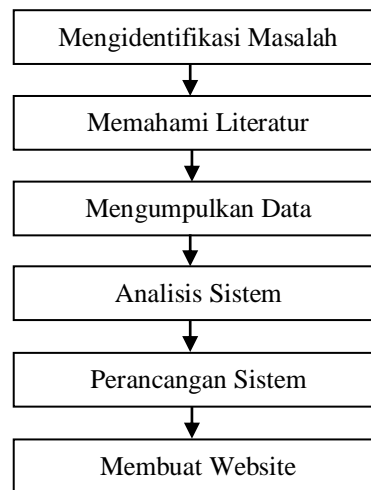 Mengidentifikasi Masalah
Memahami Literatur
Mengumpulkan Data
Analisis Sistem
Perancangan Sistem
Membuat Website